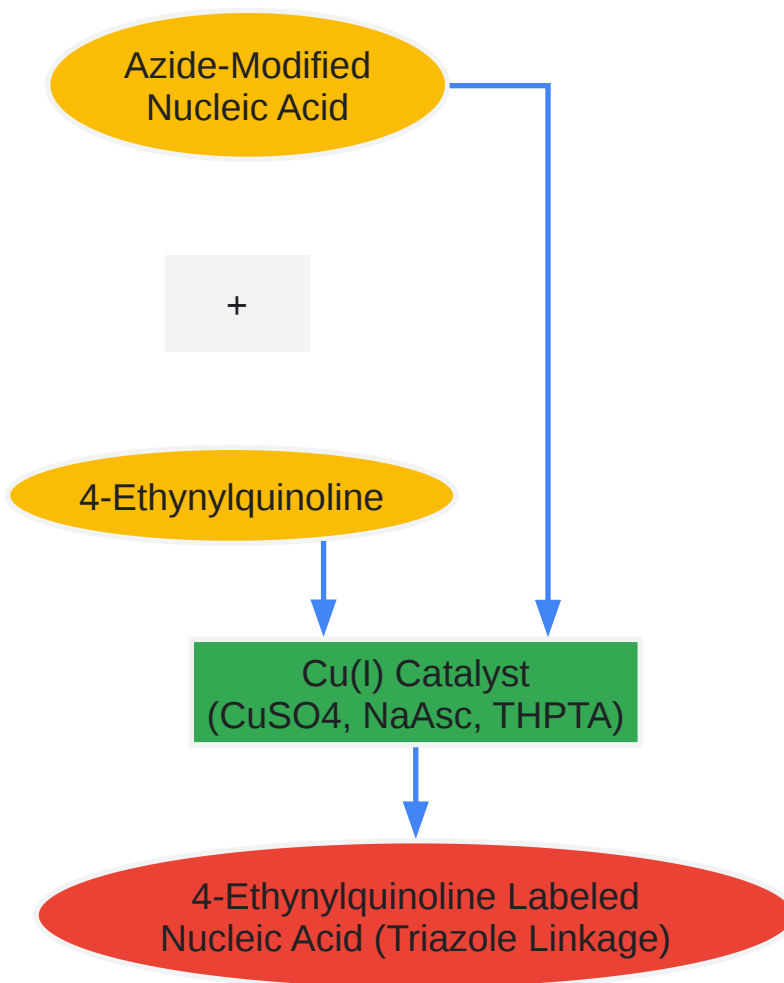 Azide-Modified
Nucleic Acid
+
4-Ethynylquinoline
Cu(I) Catalyst
(CuSO4, NaAsc, THPTA)
4-Ethynylquinoline Labeled
Nucleic Acid (Triazole Linkage)